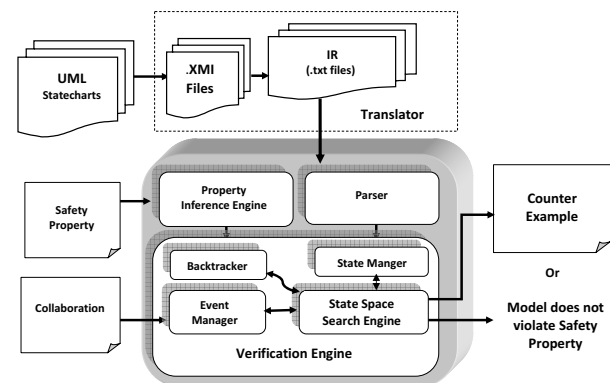 UML
Statecharts
.XMI
Files
IR
(.txt files)
Translator
Safety
Property
Property
Inference Engine
Parser
Counter
Example
Backtracker
State Manger
Or
Collaboration
Event
Manager
State Space
Search Engine
Model does not
violate Safety
Property
Verification Engine